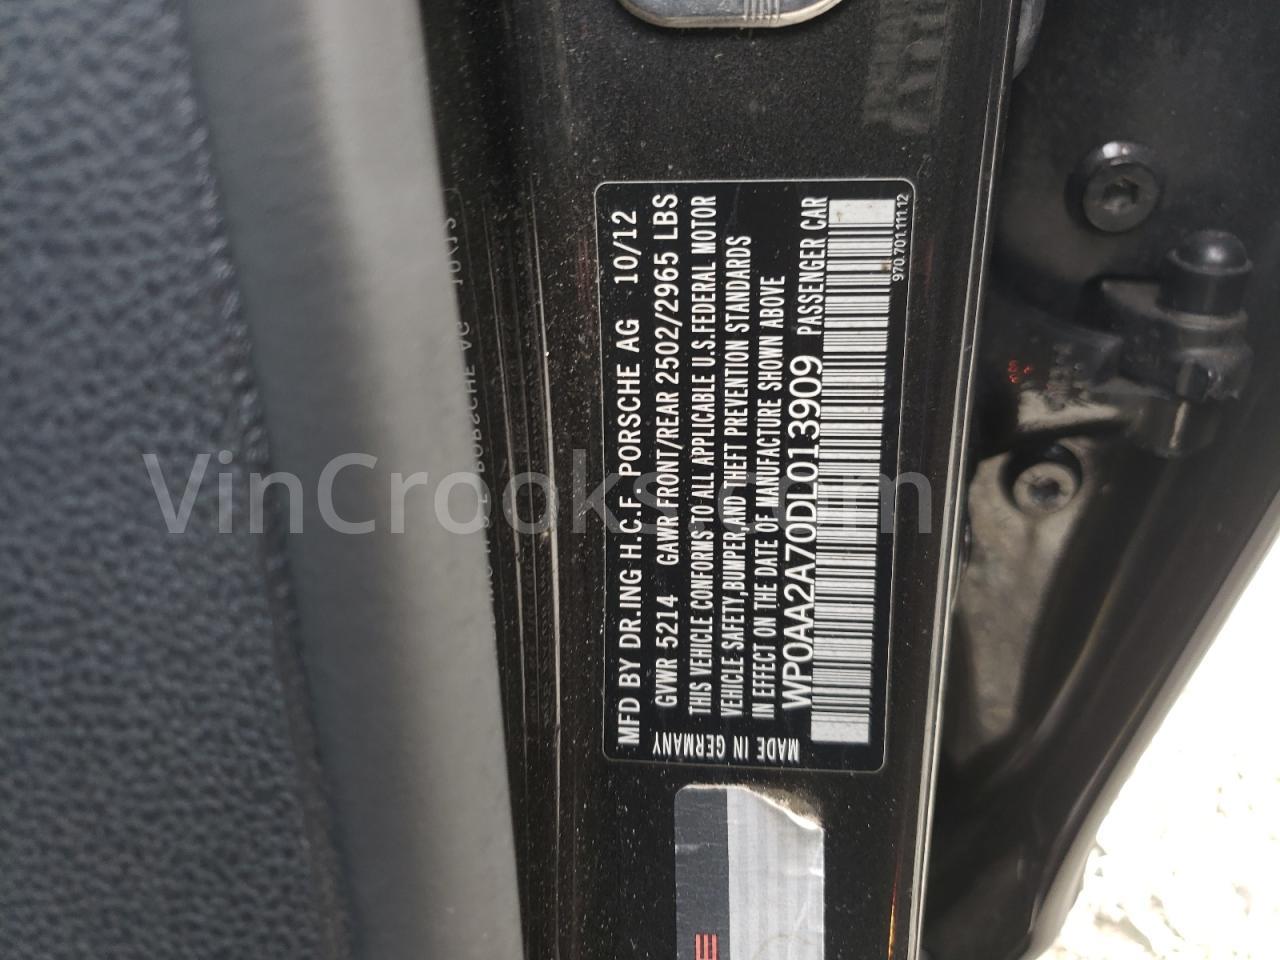 MFD BY DR.ING H.C.F. PORSCHE AG 10/12
GVWR 5214 GAWR FRONT/REAR 2502/2965 LBS
THIS VEHICLE CONFORMS TO ALL APPLICABLE U.S.FEDERAL MOTOR
VEHICLE SAFETY,BUMPER,AND THEFT PREVENTION STANDARDS
IN EFFECT ON THE DATE OF MANUFACTURE SHOWN ABOVE
WP0AA2A70DL013909 PASSENGER CAR
970.701.111.12
MADE IN GERMANY
VinCrooks.com